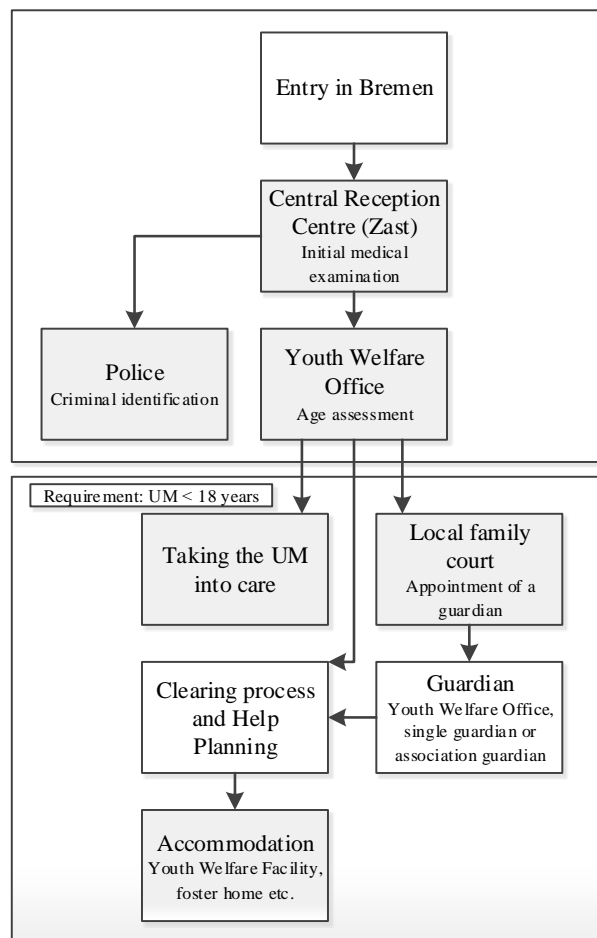 Entry in Bremen
Central Reception
Centre (Zast)
Initial medical
examination
Police
Criminal identification
Youth Welfare
Office
Age assessment
Requirement: UM < 18 years
Taking the UM
into care
Local family
court
Appointment of a
guardian
Clearing process
and Help
Planning
Guardian
Youth Welfare Office,
single guardian or
association guardian
Accommodation
Youth Welfare Facility,
foster home etc.